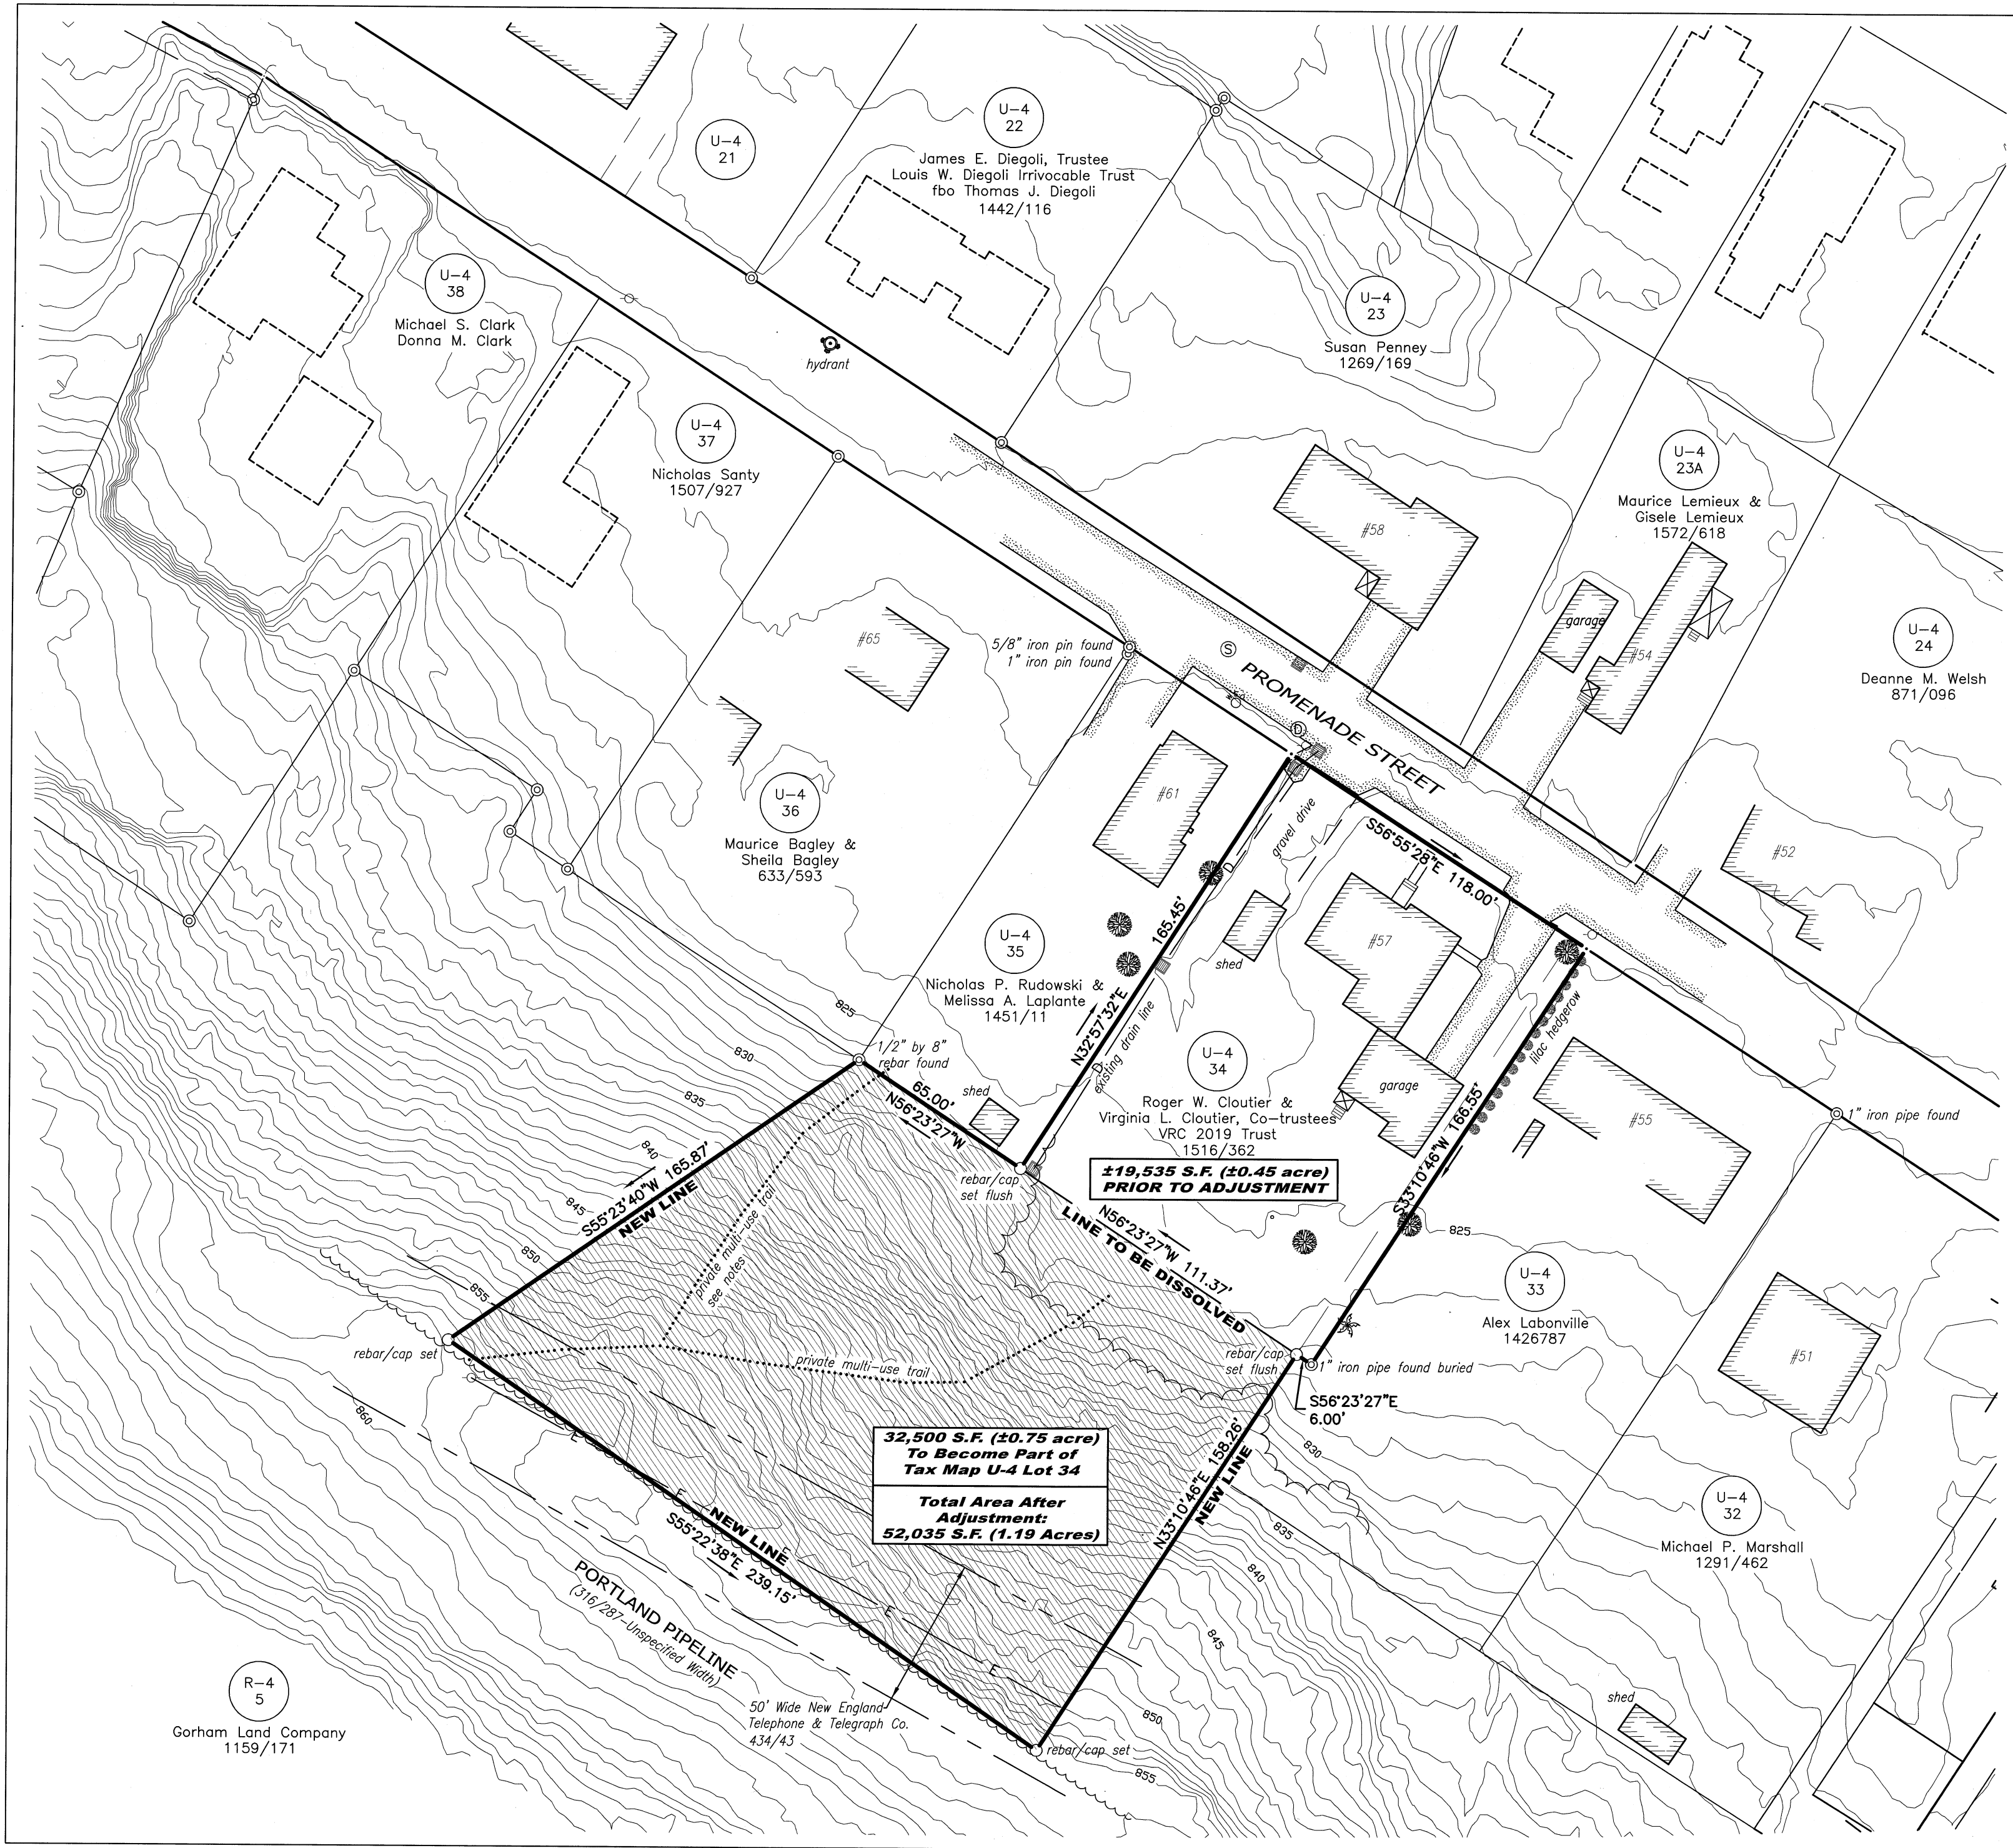 U-4
21
U-4
22
James E. Diegoli, Trustee
Louis W. Diegoli Irrivocable Trust
fbo Thomas J. Diegoli
1442/116
U-4
38
Michael S. Clark
Donna M. Clark
hydrant
U-4
23
Susan Penney
1269/169
U-4
37
Nicholas Santy
1507/927
U-4
23A
Maurice Lemieux &
Gisele Lemieux
1572/618
#58
garage
#54
U-4
24
Deanne M. Welsh
871/096
#65
5/8" iron pin found
1" iron pin found
S
D
PROMENADE STREET
U-4
36
Maurice Bagley &
Sheila Bagley
633/593
#61
gravel drive
S56°55'28"E 118.00'
#52
D
165.45'
N32°57'32"E
shed
#57
U-4
35
Nicholas P. Rudowski &
Melissa A. Laplante
1451/11
D
existing drain line
lilac hedgerow
825
830
835
840
845
850
855
860
1/2" by 8"
rebar found
65.00'
N56°23'27"W
shed
U-4
34
Roger W. Cloutier &
Virginia L. Cloutier, Co-trustees
VRC 2019 Trust
1516/362
±19,535 S.F. (±0.45 acre)
PRIOR TO ADJUSTMENT
garage
#55
1" iron pipe found
S33°10'46"W 166.55'
S55°23'40"W 165.87'
NEW LINE
rebar/cap
set flush
N56°23'27"W 111.37'
LINE TO BE DISSOLVED
private multi-use trail
see notes
825
U-4
33
Alex Labonville
1426787
rebar/cap set
private multi-use trail
rebar/cap
set flush
1" iron pipe found buried
S56°23'27"E
6.00'
#51
32,500 S.F. (±0.75 acre)
To Become Part of
Tax Map U-4 Lot 34
Total Area After
Adjustment:
52,035 S.F. (1.19 Acres)
N33°10'46"E 158.26'
NEW LINE
830
835
840
845
850
855
U-4
32
Michael P. Marshall
1291/462
E
E
NEW LINE
S55°22'38"E 239.15'
E
E
E
PORTLAND PIPELINE
(316/287-Unspecified Width)
50' Wide New England
Telephone & Telegraph Co.
434/43
R-4
5
Gorham Land Company
1159/171
rebar/cap set
shed